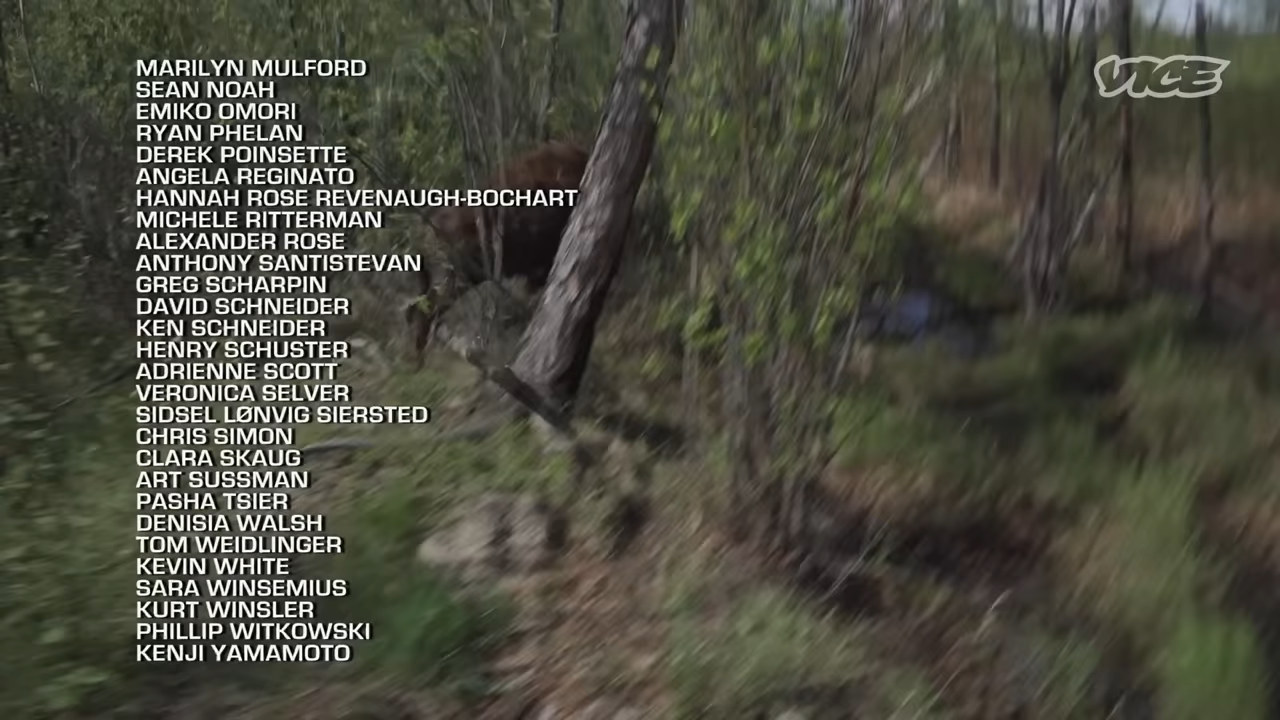 VICE
MARILYN MULFORD
SEAN NOAH
EMIKO OMORI
RYAN PHELAN
DEREK POINSETTE
ANGELA REGINATO
HANNAH ROSE REVENAUGH-BOCHART
MICHELE RITTERMAN
ALEXANDER ROSE
ANTHONY SANTISTEVAN
GREG SCHARPIN
DAVID SCHNEIDER
KEN SCHNEIDER
HENRY SCHUSTER
ADRIENNE SCOTT
VERONICA SELVER
SIDSEL LØNVIG SIERSTED
CHRIS SIMON
CLARA SKAUG
ART SUSSMAN
PASHA TSIER
DENISIA WALSH
TOM WEIDLINGER
KEVIN WHITE
SARA WINSEMIUS
KURT WINSLER
PHILLIP WITKOWSKI
KENJI YAMAMOTO